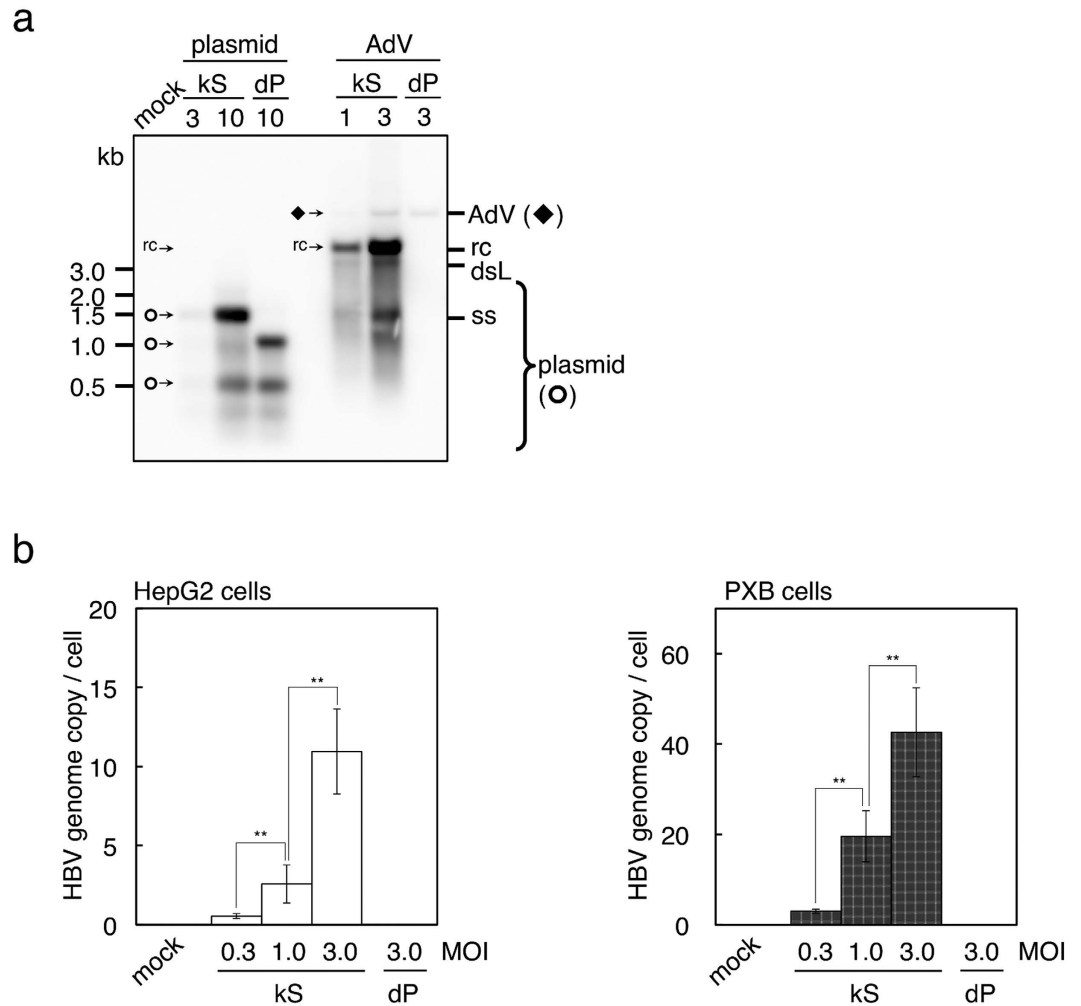 a
plasmid AdV
mock kS dP kS dP
3 10 10 1 3 3
kb
◆→ AdV (◆)
rc→ rc→ rc
3.0 dsL
2.0
1.5 o→ ss
1.0 o→ plasmid
0.5 o→ (o)
b
HepG2 cells
HBV genome copy / cell
20
15
10
5
0
**
**
mock 0.3 1.0 3.0 3.0 MOI
kS dP
PXB cells
HBV genome copy / cell
60
40
20
0
**
**
mock 0.3 1.0 3.0 3.0 MOI
kS dP